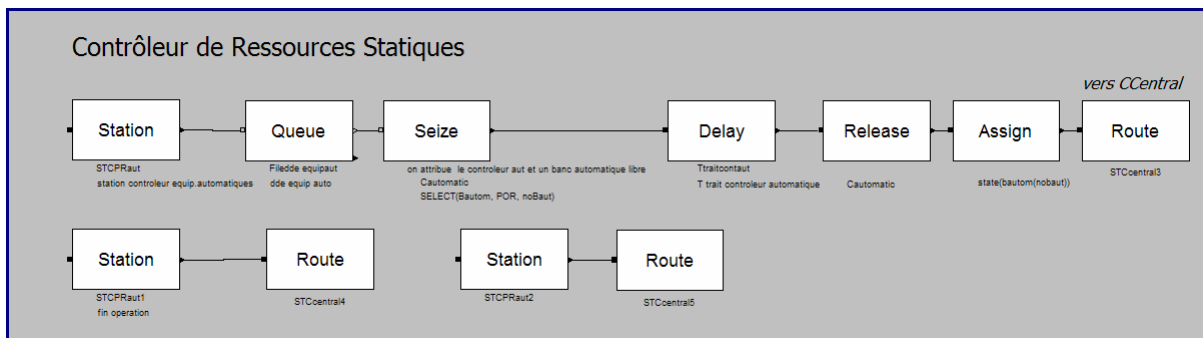 Contrôleur de Ressources Statiques
vers CCentral
Station
Queue
Seize
Delay
Release
Assign
Route
STCPRaut
station controleur equip.automatiques
Filedde equipaut
dde equip auto
on attribue le controleur aut et un banc automatique libre
Cautomatic
SELECT(Bautom, POR, noBaut)
Ttraitcontaut
T trait controleur automatique
Cautomatic
state(bautom(nobaut))
STCcentral3
Station
Route
Station
Route
STCPRaut1
fin operation
STCcentral4
STCPRaut2
STCcentral5